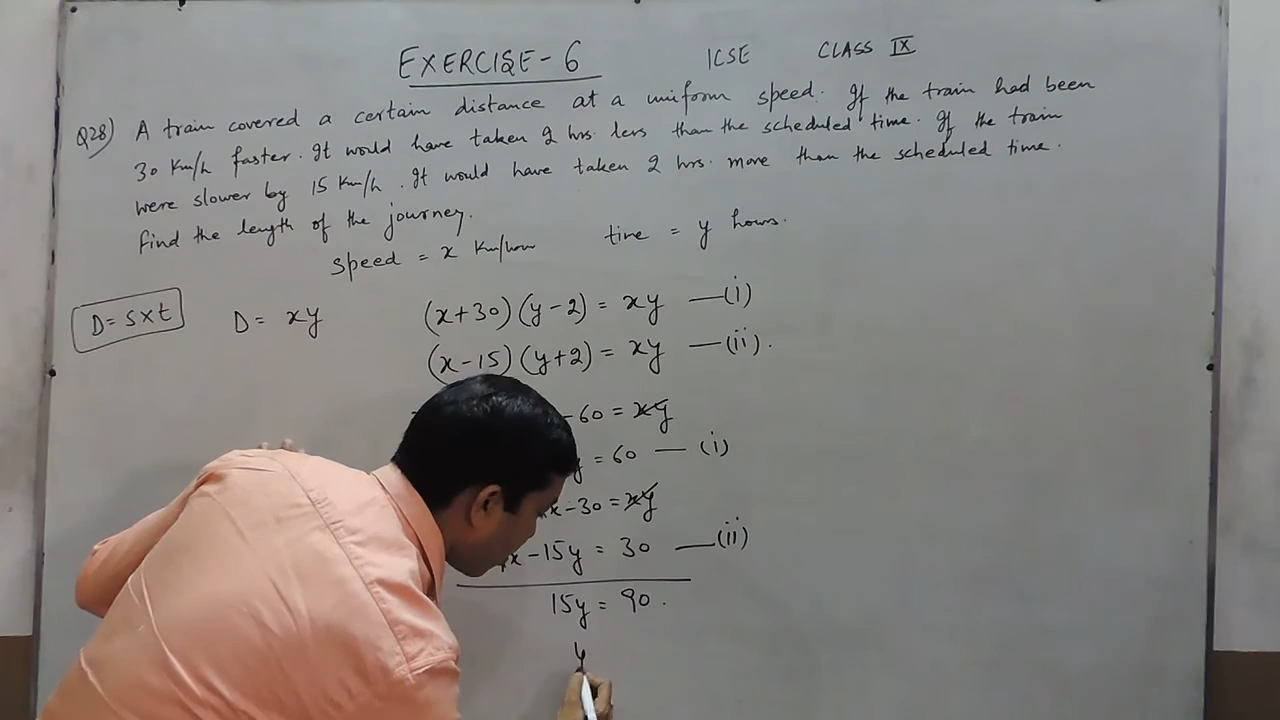 EXERCISE-6 ICSE CLASS IX
Q28) A train covered a certain distance at a uniform speed. If the train had been
30 Km/h faster. It would have taken 2 hrs. less than the scheduled time. If the train
were slower by 15 Km/h. It would have taken 2 hrs. more than the scheduled time.
Find the length of the journey.
Speed = x Km/hour time = y hours.
D = S×t D = xy (x+30)(y-2) = xy —(i)
(x-15)(y+2) = xy —(ii).
-60 = xy
y = 60 —(i)
x-30 = xy
x-15y = 30 —(ii)
15y = 90.
y